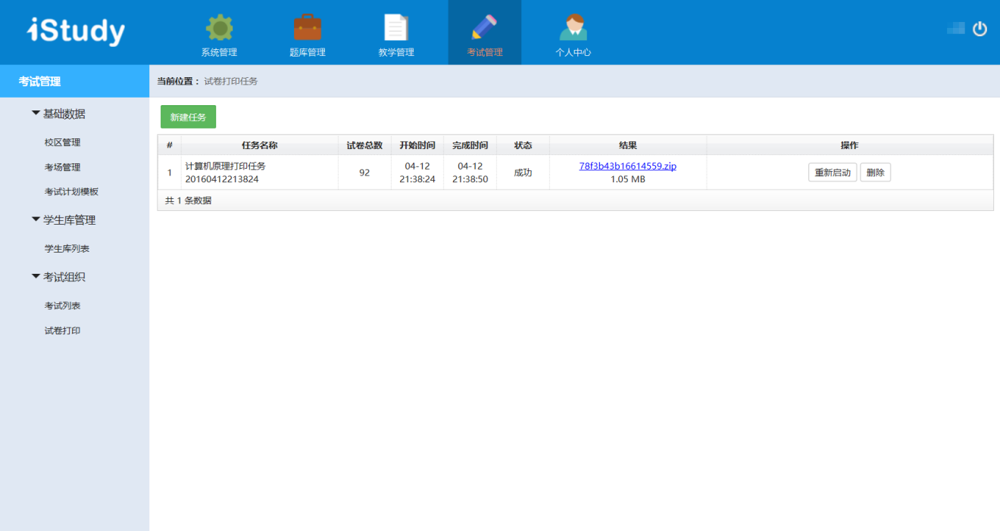 iStudy
系统管理
题库管理
教学管理
考试管理
个人中心
考试管理
当前位置： 试卷打印任务
基础数据
校区管理
考场管理
考试计划模板
学生库管理
学生库列表
考试组织
考试列表
试卷打印
新建任务
# 任务名称 试卷总数 开始时间 完成时间 状态 结果 操作
1 计算机原理打印任务 20160412213824 92 04-12 21:38:24 04-12 21:38:50 成功 78f3b43b16614559.zip 1.05 MB 重新启动 删除
共 1 条数据